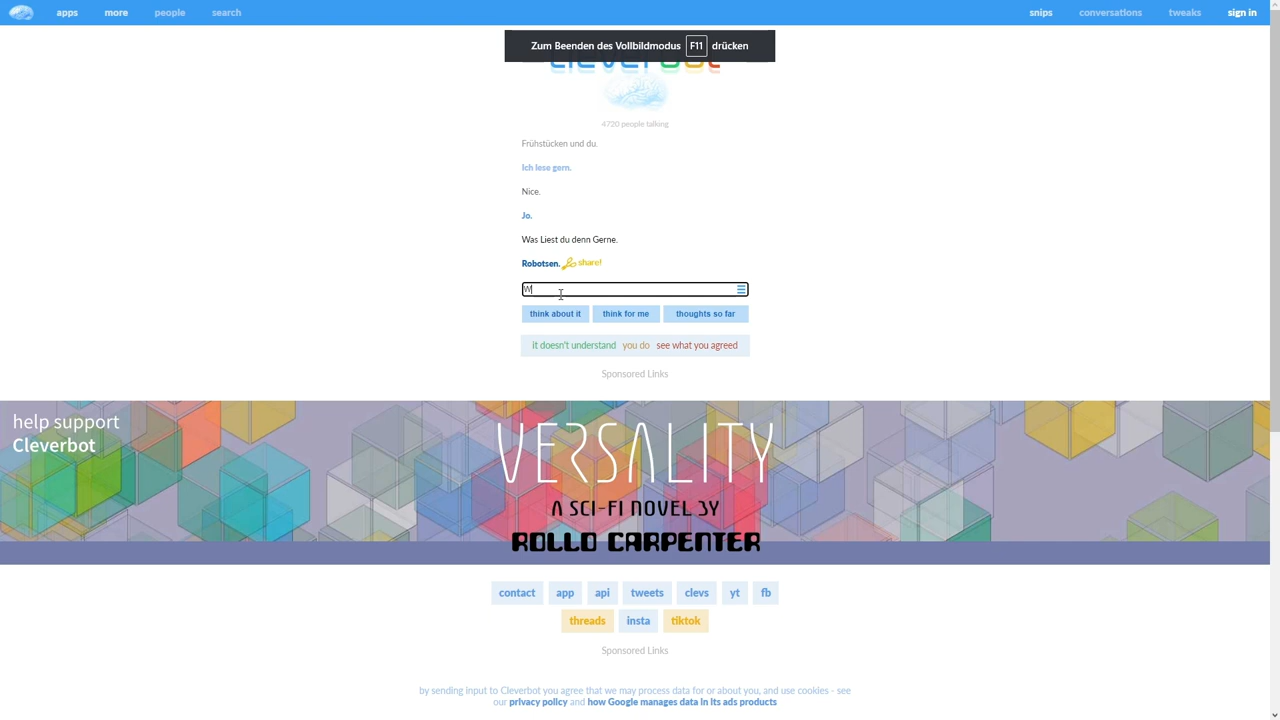 apps more people search snips conversations tweaks sign in
Zum Beenden des Vollbildmodus F11 drücken
cleverbot
4720 people talking
Frühstücken und du.
Ich lese gern.
Nice.
Jo.
Was Liest du denn Gerne.
Robotsen. share!
W
think about it think for me thoughts so far
it doesn't understand you do see what you agreed
Sponsored Links
help support
Cleverbot
VERSALITY
A SCI-FI NOVEL BY
ROLLO CARPENTER
contact app api tweets clevs yt fb
threads insta tiktok
Sponsored Links
by sending input to Cleverbot you agree that we may process data for or about you, and use cookies - see
our privacy policy and how Google manages data in its ads products